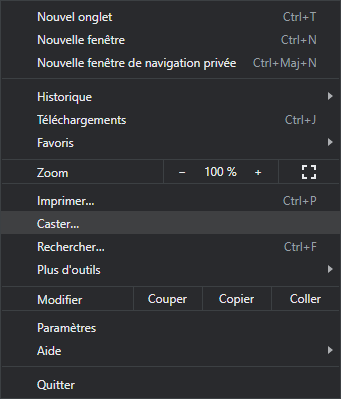 Nouvel onglet Ctrl+T
Nouvelle fenêtre Ctrl+N
Nouvelle fenêtre de navigation privée Ctrl+Maj+N
Historique
Téléchargements Ctrl+J
Favoris
Zoom − 100 % +
Imprimer... Ctrl+P
Caster...
Rechercher... Ctrl+F
Plus d'outils
Modifier Couper Copier Coller
Paramètres
Aide
Quitter